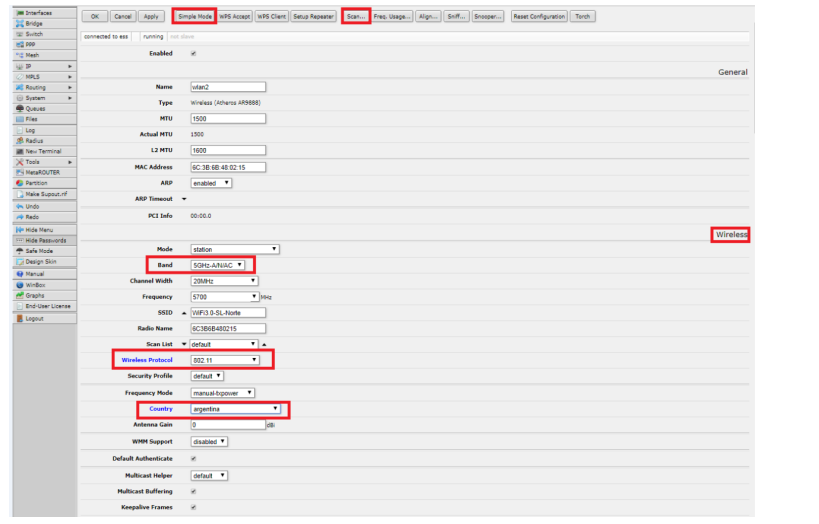 Interfaces
Bridge
Switch
PPP
Mesh
IP
MPLS
Routing
System
Queues
Files
Log
Radius
New Terminal
Tools
MetaROUTER
Partition
Make Supout.rif
Undo
Redo
Hide Menu
Hide Passwords
Safe Mode
Design Skin
Manual
WinBox
Graphs
End-User License
Logout
OK Cancel Apply Simple Mode WPS Accept WPS Client Setup Repeater Scan... Freq. Usage... Align... Sniff... Snooper... Reset Configuration Torch
connected to ess running not slave
Enabled
General
Name wlan2
Type Wireless (Atheros AR9888)
MTU 1500
Actual MTU 1500
L2 MTU 1600
MAC Address 6C:3B:6B:48:02:15
ARP enabled
ARP Timeout
PCI Info 00:00.0
Wireless
Mode station
Band 5GHz-A/N/AC
Channel Width 20MHz
Frequency 5700 MHz
SSID WiFi3.0-SL-Norte
Radio Name 6C3B6B480215
Scan List default
Wireless Protocol 802.11
Security Profile default
Frequency Mode manual-txpower
Country argentina
Antenna Gain 0 dBi
WMM Support disabled
Default Authenticate
Multicast Helper default
Multicast Buffering
Keepalive Frames